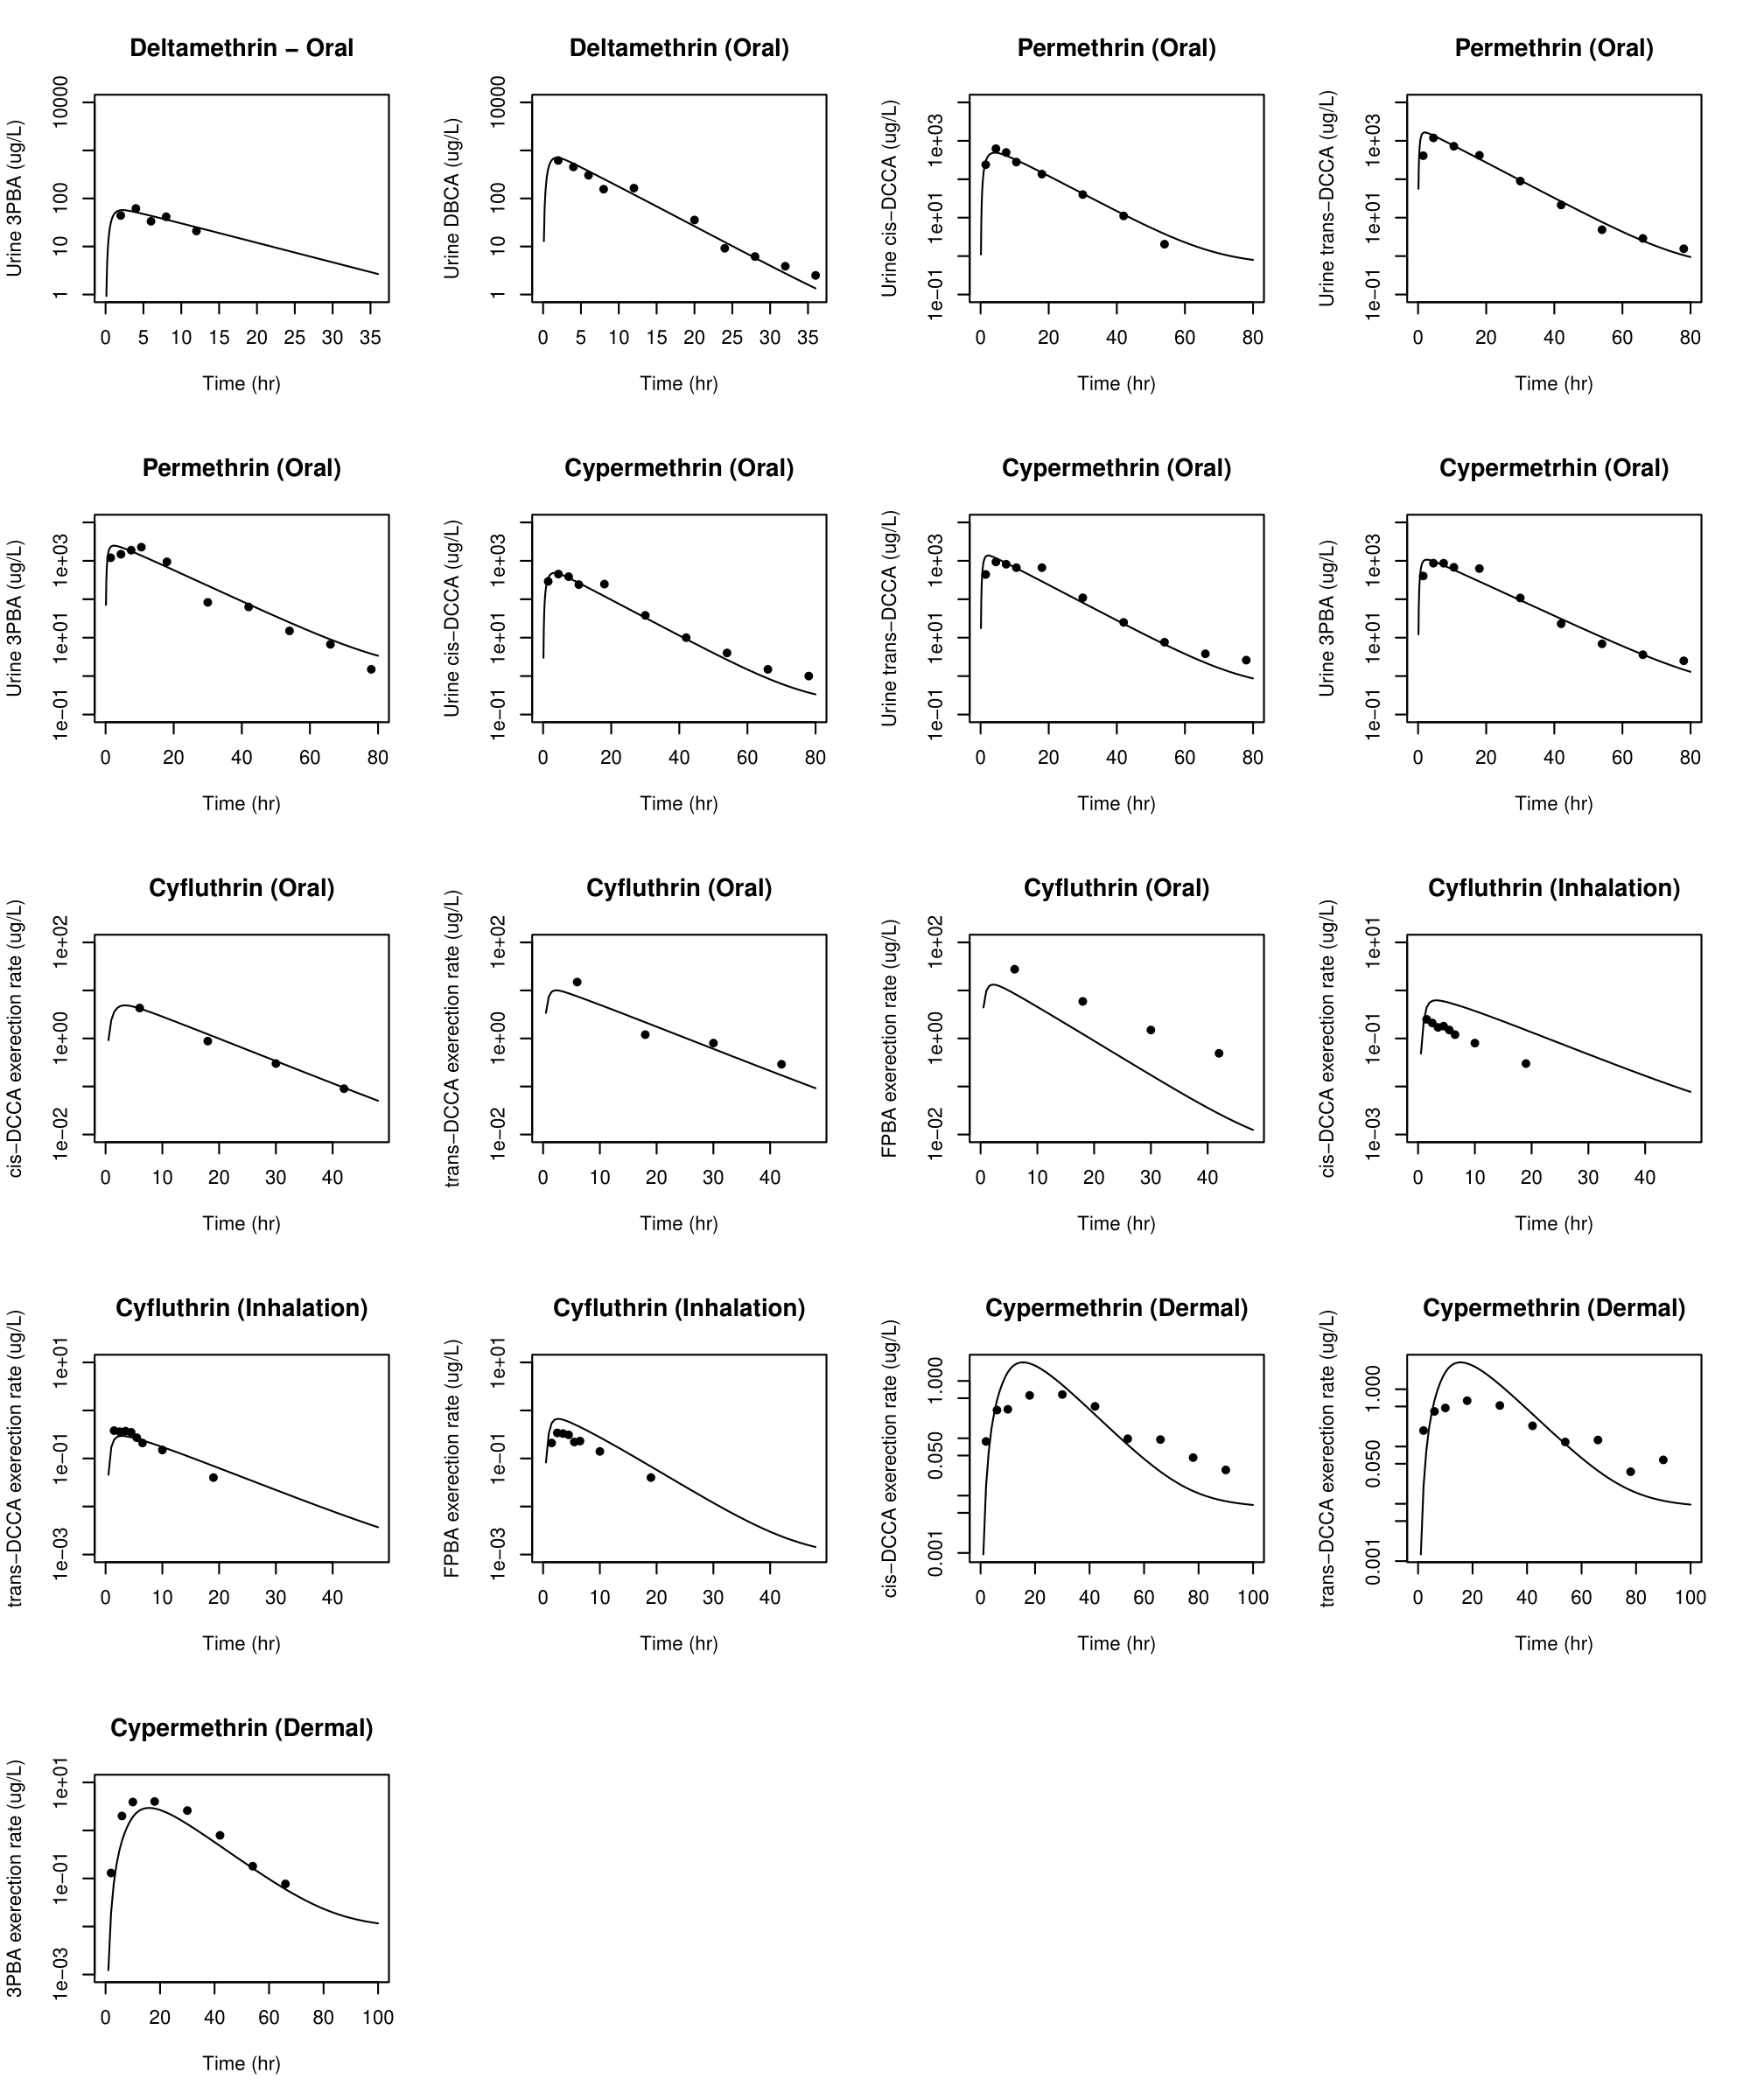 Deltamethrin – Oral
Urine 3PBA (ug/L)
10000
100
10
1
0 5 10 15 20 25 30 35
Time (hr)
Deltamethrin (Oral)
Urine DBCA (ug/L)
10000
100
10
1
0 5 10 15 20 25 30 35
Time (hr)
Permethrin (Oral)
Urine cis−DCCA (ug/L)
1e+03
1e+01
1e−01
0 20 40 60 80
Time (hr)
Permethrin (Oral)
Urine trans−DCCA (ug/L)
1e+03
1e+01
1e−01
0 20 40 60 80
Time (hr)
Permethrin (Oral)
Urine 3PBA (ug/L)
1e+03
1e+01
1e−01
0 20 40 60 80
Time (hr)
Cypermethrin (Oral)
Urine cis−DCCA (ug/L)
1e+03
1e+01
1e−01
0 20 40 60 80
Time (hr)
Cypermethrin (Oral)
Urine trans−DCCA (ug/L)
1e+03
1e+01
1e−01
0 20 40 60 80
Time (hr)
Cypermetrhin (Oral)
Urine 3PBA (ug/L)
1e+03
1e+01
1e−01
0 20 40 60 80
Time (hr)
Cyfluthrin (Oral)
cis−DCCA exerection rate (ug/L)
1e+02
1e+00
1e−02
0 10 20 30 40
Time (hr)
Cyfluthrin (Oral)
trans−DCCA exerection rate (ug/L)
1e+02
1e+00
1e−02
0 10 20 30 40
Time (hr)
Cyfluthrin (Oral)
FPBA exerection rate (ug/L)
1e+02
1e+00
1e−02
0 10 20 30 40
Time (hr)
Cyfluthrin (Inhalation)
cis−DCCA exerection rate (ug/L)
1e+01
1e−01
1e−03
0 10 20 30 40
Time (hr)
Cyfluthrin (Inhalation)
trans−DCCA exerection rate (ug/L)
1e+01
1e−01
1e−03
0 10 20 30 40
Time (hr)
Cyfluthrin (Inhalation)
FPBA exerection rate (ug/L)
1e+01
1e−01
1e−03
0 10 20 30 40
Time (hr)
Cypermethrin (Dermal)
cis−DCCA exerection rate (ug/L)
1.000
0.050
0.001
0 20 40 60 80 100
Time (hr)
Cypermethrin (Dermal)
trans−DCCA exerection rate (ug/L)
1.000
0.050
0.001
0 20 40 60 80 100
Time (hr)
Cypermethrin (Dermal)
3PBA exerection rate (ug/L)
1e+01
1e−01
1e−03
0 20 40 60 80 100
Time (hr)